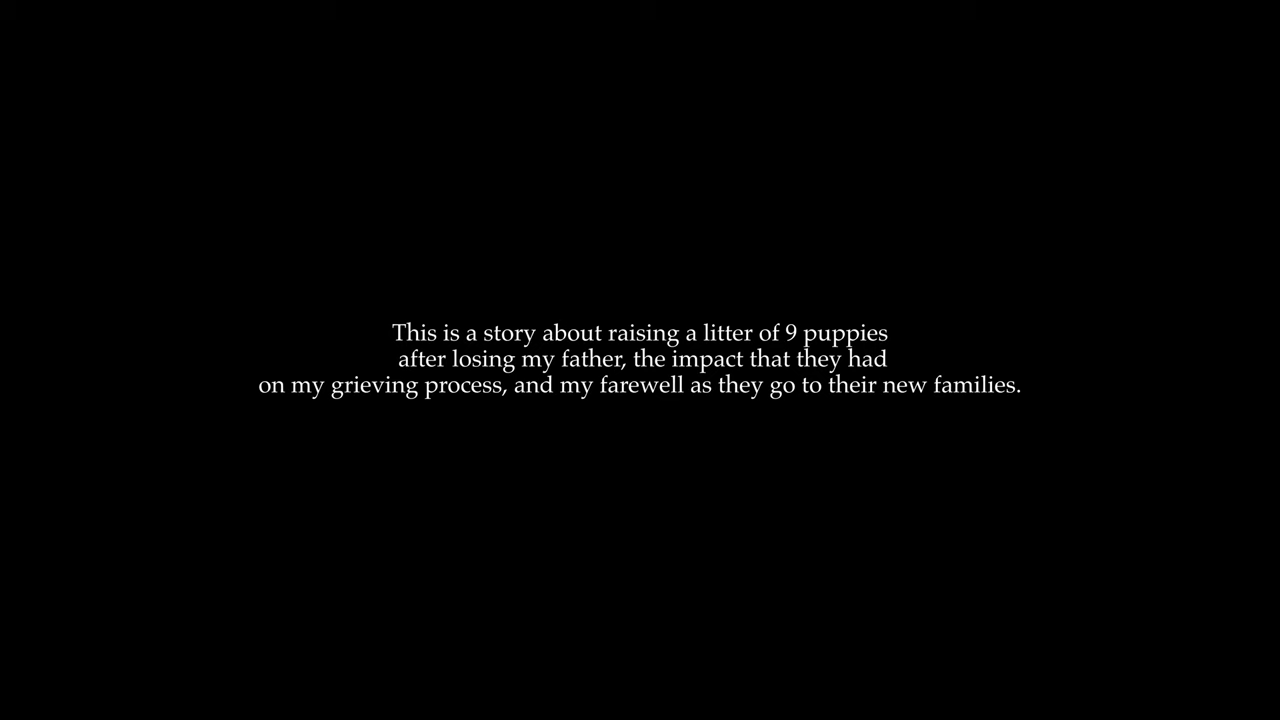 This is a story about raising a litter of 9 puppies
after losing my father, the impact that they had
on my grieving process, and my farewell as they go to their new families.